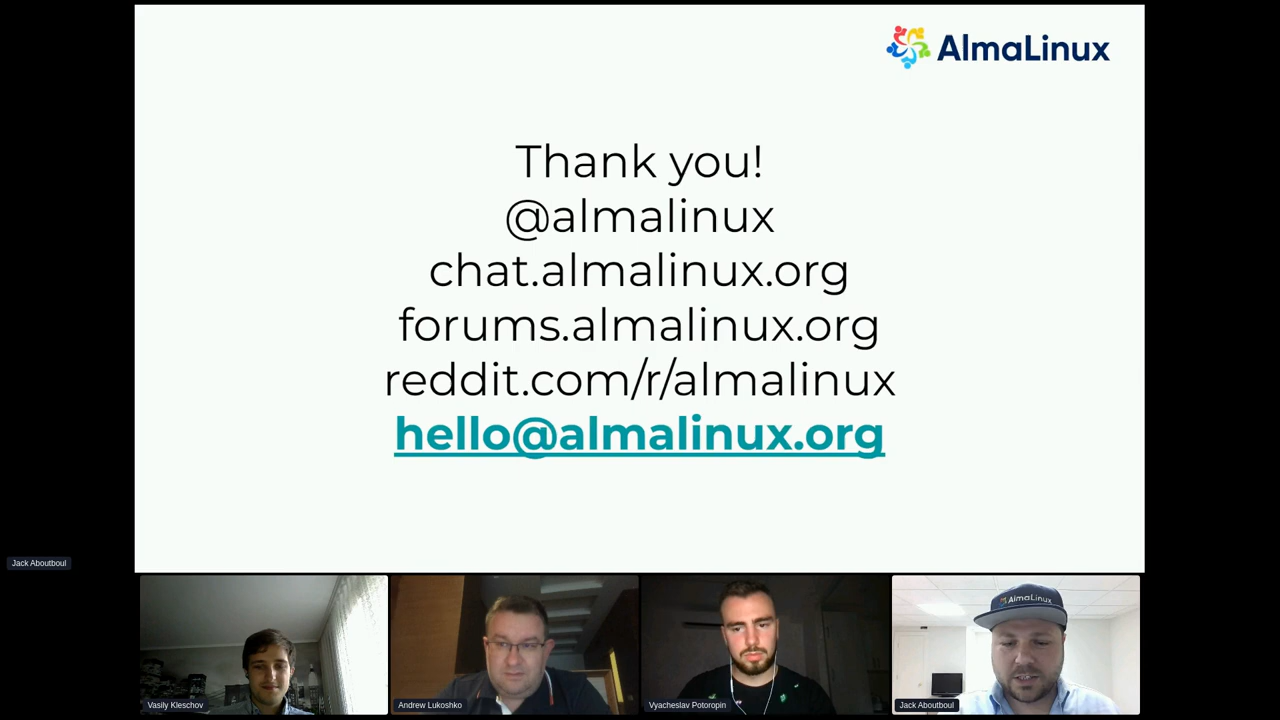 AlmaLinux
Thank you!
@almalinux
chat.almalinux.org
forums.almalinux.org
reddit.com/r/almalinux
hello@almalinux.org
Jack Aboutboul
AlmaLinux
Vasily Kleschov
Andrew Lukoshko
Vyacheslav Potoropin
Jack Aboutboul